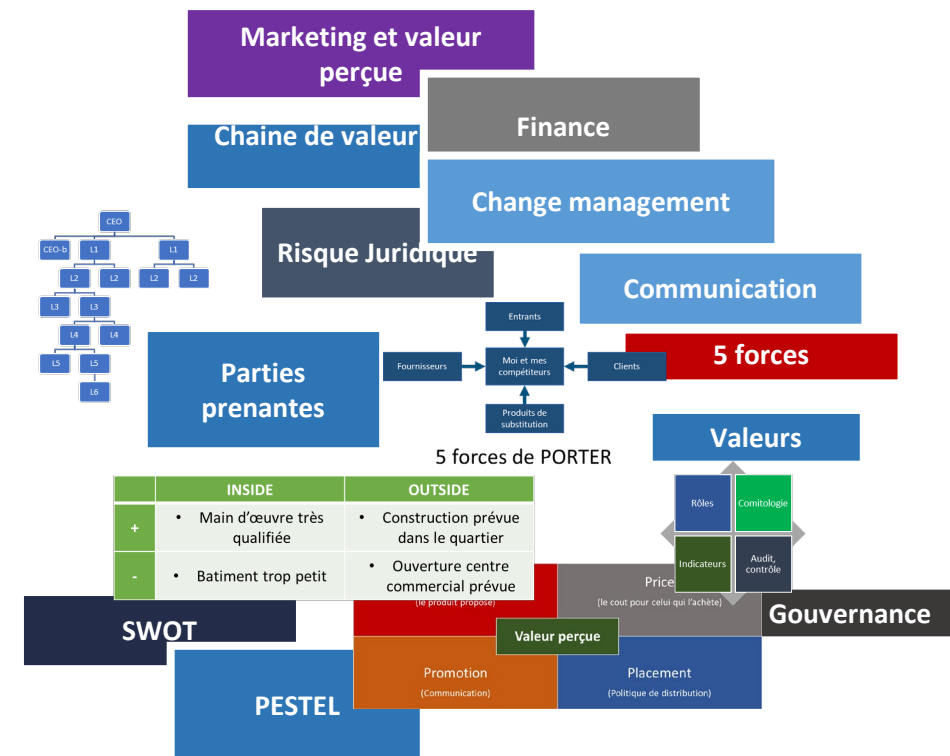 Marketing et valeur
perçue
Finance
Chaine de valeur
Change management
CEO
CEO-b
L1
L1
L2
L2
L2
L2
L3
L3
L4
L4
L5
L5
L6
Risque Juridique
Communication
Entrants
5 forces
Fournisseurs
Moi et mes
compétiteurs
Clients
Parties
prenantes
Produits de
substitution
Valeurs
5 forces de PORTER
INSIDE
OUTSIDE
+
• Main d'œuvre très
qualifiée
• Construction prévue
dans le quartier
-
• Batiment trop petit
• Ouverture centre
commercial prévue
Rôles
Comitologie
Indicateurs
Audit,
contrôle
Price
(le produit proposé)
(le cout pour celui qui l'achète)
Gouvernance
SWOT
Valeur perçue
Promotion
(Communication)
Placement
(Politique de distribution)
PESTEL